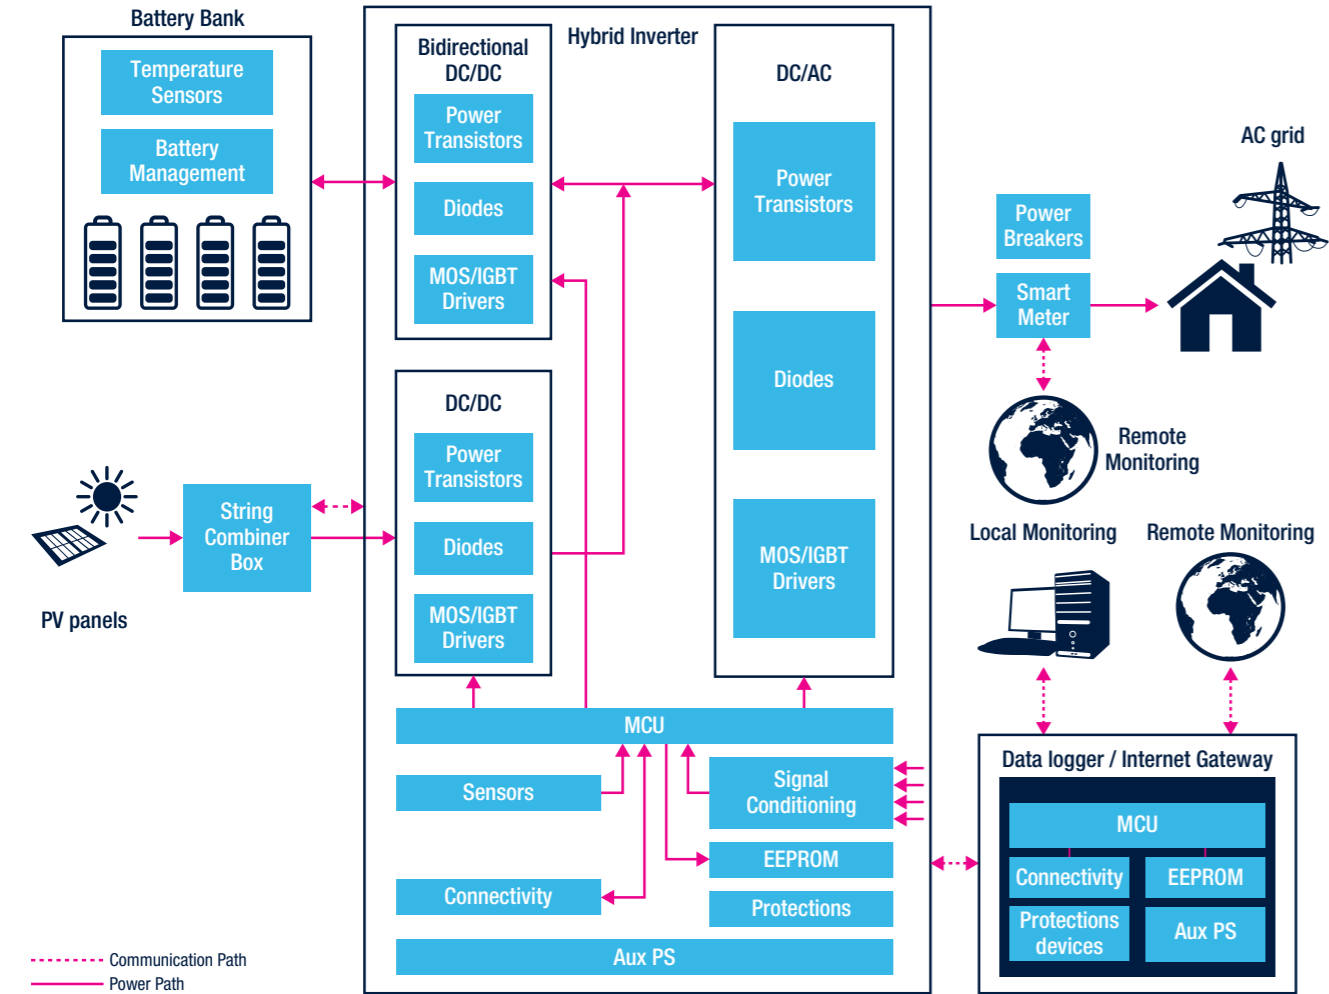 Battery Bank
Temperature
Sensors
Battery
Management
Hybrid Inverter
Bidirectional
DC/DC
Power
Transistors
Diodes
MOS/IGBT
Drivers
DC/AC
Power
Transistors
Diodes
MOS/IGBT
Drivers
AC grid
Power
Breakers
Smart
Meter
Remote
Monitoring
DC/DC
Power
Transistors
Diodes
MOS/IGBT
Drivers
String
Combiner
Box
PV panels
Local Monitoring
Remote Monitoring
MCU
Sensors
Signal
Conditioning
EEPROM
Connectivity
Protections
Aux PS
Data logger / Internet Gateway
MCU
Connectivity
EEPROM
Protections
devices
Aux PS
Communication Path
Power Path